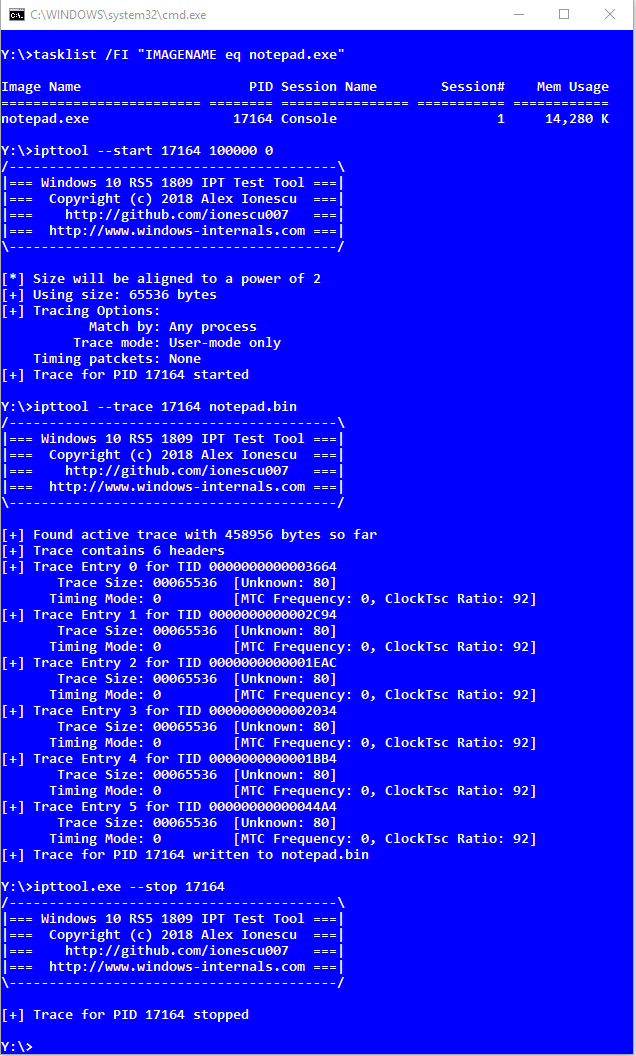 C:\WINDOWS\system32\cmd.exe
Y:\>tasklist /FI "IMAGENAME eq notepad.exe"
Image Name                     PID Session Name        Session#    Mem Usage
========================= ======== ================ =========== ============
notepad.exe                  17164 Console                    1     14,280 K
Y:\>ipttool --start 17164 100000 0
/-----------------------------------------\
|=== Windows 10 RS5 1809 IPT Test Tool ===|
|===  Copyright (c) 2018 Alex Ionescu  ===|
|===    http://github.com/ionescu007   ===|
|===  http://www.windows-internals.com ===|
\-----------------------------------------/
[*] Size will be aligned to a power of 2
[+] Using size: 65536 bytes
[+] Tracing Options:
           Match by: Any process
         Trace mode: User-mode only
    Timing patckets: None
[+] Trace for PID 17164 started
Y:\>ipttool --trace 17164 notepad.bin
/-----------------------------------------\
|=== Windows 10 RS5 1809 IPT Test Tool ===|
|===  Copyright (c) 2018 Alex Ionescu  ===|
|===    http://github.com/ionescu007   ===|
|===  http://www.windows-internals.com ===|
\-----------------------------------------/
[+] Found active trace with 458956 bytes so far
[+] Trace contains 6 headers
[+] Trace Entry 0 for TID 0000000000003664
       Trace Size: 00065536  [Unknown: 80]
      Timing Mode: 0         [MTC Frequency: 0, ClockTsc Ratio: 92]
[+] Trace Entry 1 for TID 0000000000002C94
       Trace Size: 00065536  [Unknown: 80]
      Timing Mode: 0         [MTC Frequency: 0, ClockTsc Ratio: 92]
[+] Trace Entry 2 for TID 0000000000001EAC
       Trace Size: 00065536  [Unknown: 80]
      Timing Mode: 0         [MTC Frequency: 0, ClockTsc Ratio: 92]
[+] Trace Entry 3 for TID 0000000000002034
       Trace Size: 00065536  [Unknown: 80]
      Timing Mode: 0         [MTC Frequency: 0, ClockTsc Ratio: 92]
[+] Trace Entry 4 for TID 0000000000001BB4
       Trace Size: 00065536  [Unknown: 80]
      Timing Mode: 0         [MTC Frequency: 0, ClockTsc Ratio: 92]
[+] Trace Entry 5 for TID 00000000000044A4
       Trace Size: 00065536  [Unknown: 80]
      Timing Mode: 0         [MTC Frequency: 0, ClockTsc Ratio: 92]
[+] Trace for PID 17164 written to notepad.bin
Y:\>ipttool.exe --stop 17164
/-----------------------------------------\
|=== Windows 10 RS5 1809 IPT Test Tool ===|
|===  Copyright (c) 2018 Alex Ionescu  ===|
|===    http://github.com/ionescu007   ===|
|===  http://www.windows-internals.com ===|
\-----------------------------------------/
[+] Trace for PID 17164 stopped
Y:\>